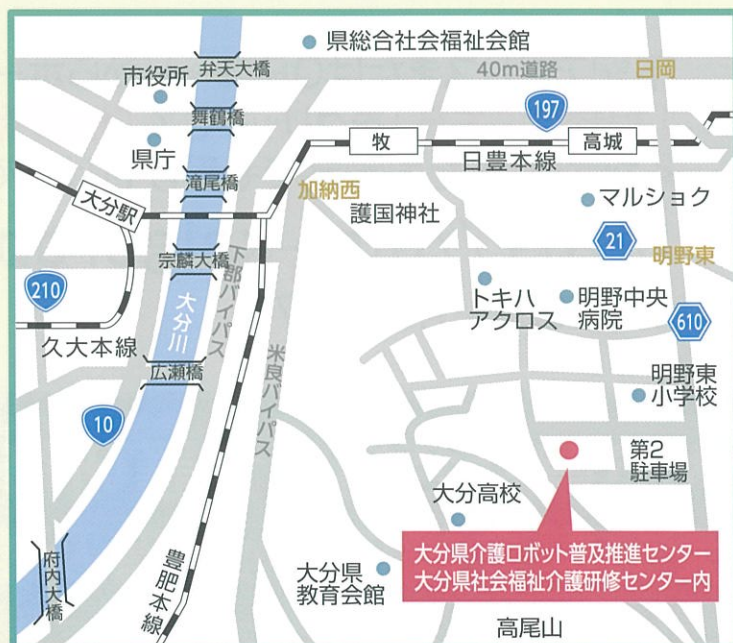 県総合社会福祉会館
市役所
弁天大橋
40m道路
日岡
舞鶴橋
197
県庁
牧
高城
日豊本線
滝尾橋
加納西
大分駅
護国神社
マルショク
21
明野東
宗麟大橋
下郡バイパス
210
大分川
トキハ
アクロス
明野中央
病院
610
久大本線
広瀬橋
米良バイパス
明野東
小学校
10
第2
駐車場
大分高校
府内大橋
豊肥本線
大分県
教育会館
大分県介護ロボット普及推進センター
大分県社会福祉介護研修センター内
高尾山